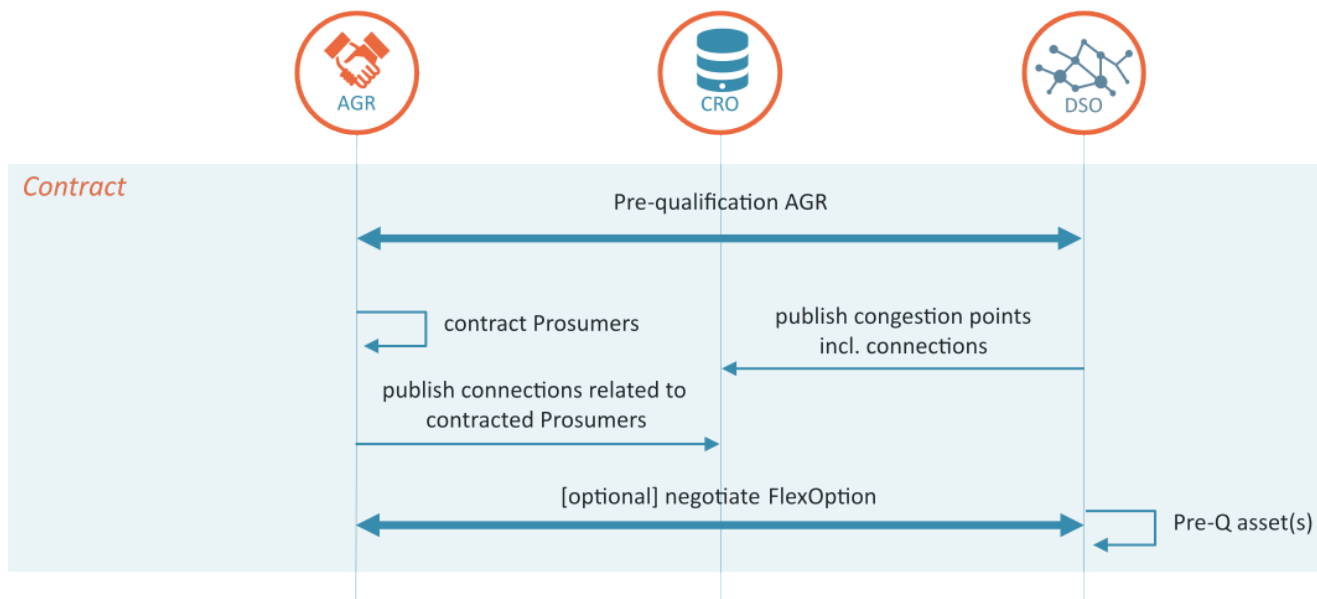 AGR
CRO
DSO
Contract
Pre-qualification AGR
contract Prosumers
publish congestion points
incl. connections
publish connections related to
contracted Prosumers
[optional] negotiate FlexOption
Pre-Q asset(s)